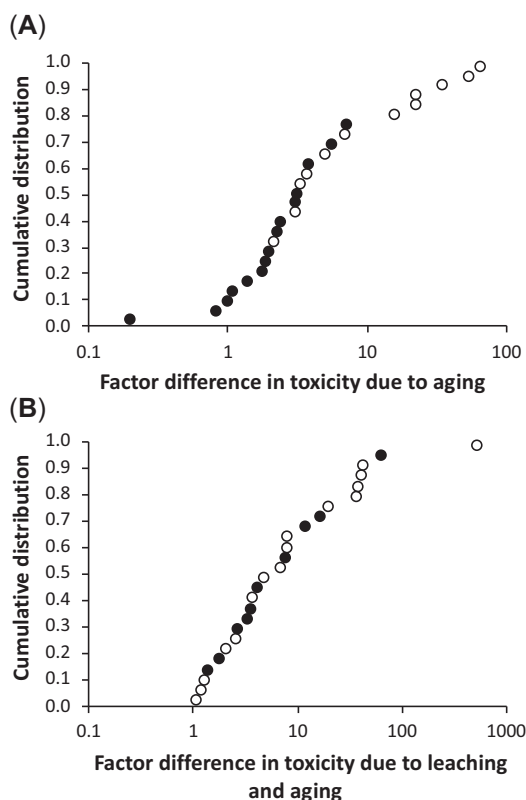 (A)
Cumulative distribution
1.0
0.9
0.8
0.7
0.6
0.5
0.4
0.3
0.2
0.1
0.0
0.1 1 10 100
Factor difference in toxicity due to aging
(B)
Cumulative distribution
1.0
0.9
0.8
0.7
0.6
0.5
0.4
0.3
0.2
0.1
0.0
0.1 1 10 100 1000
Factor difference in toxicity due to leaching
and aging